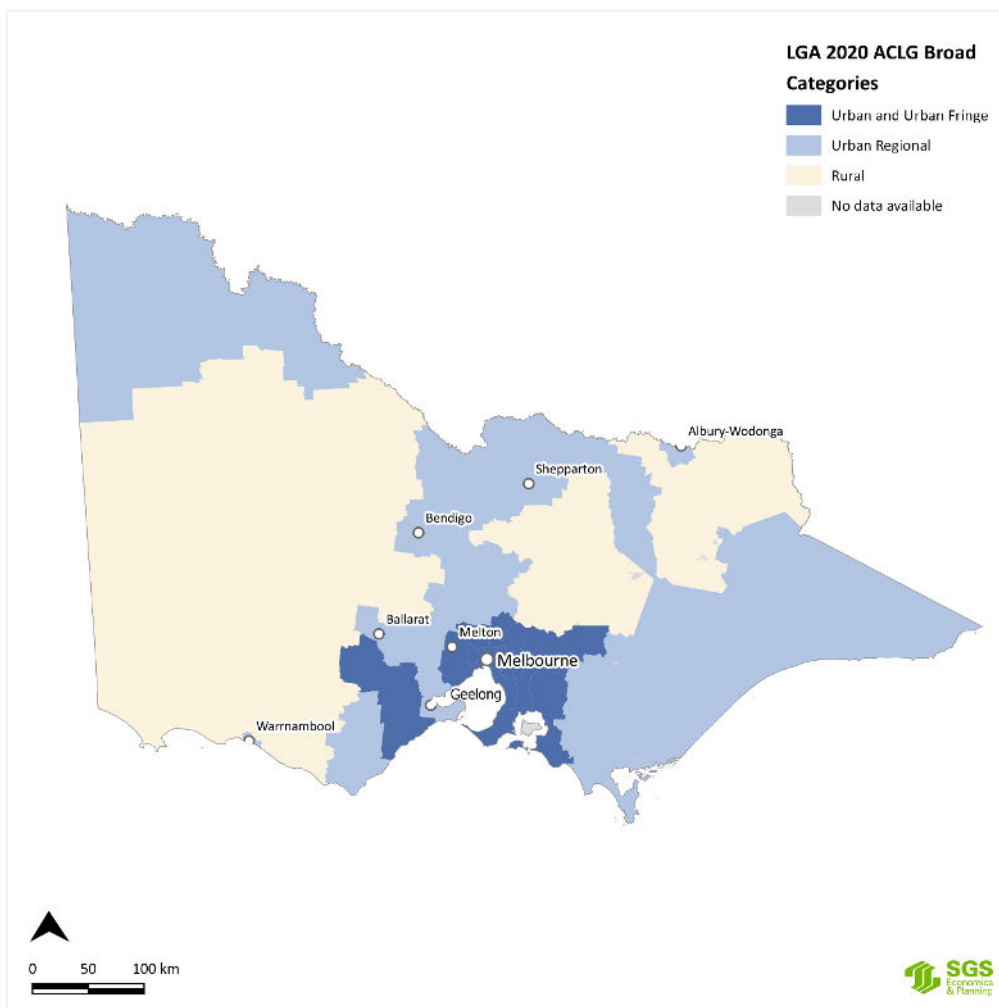 LGA 2020 ACLG Broad
Categories
Urban and Urban Fringe
Urban Regional
Rural
No data available
Albury-Wodonga
Shepparton
Bendigo
Ballarat
Melton
Melbourne
Geelong
Warrnambool
0 50 100 km
SGS
Economics
& Planning